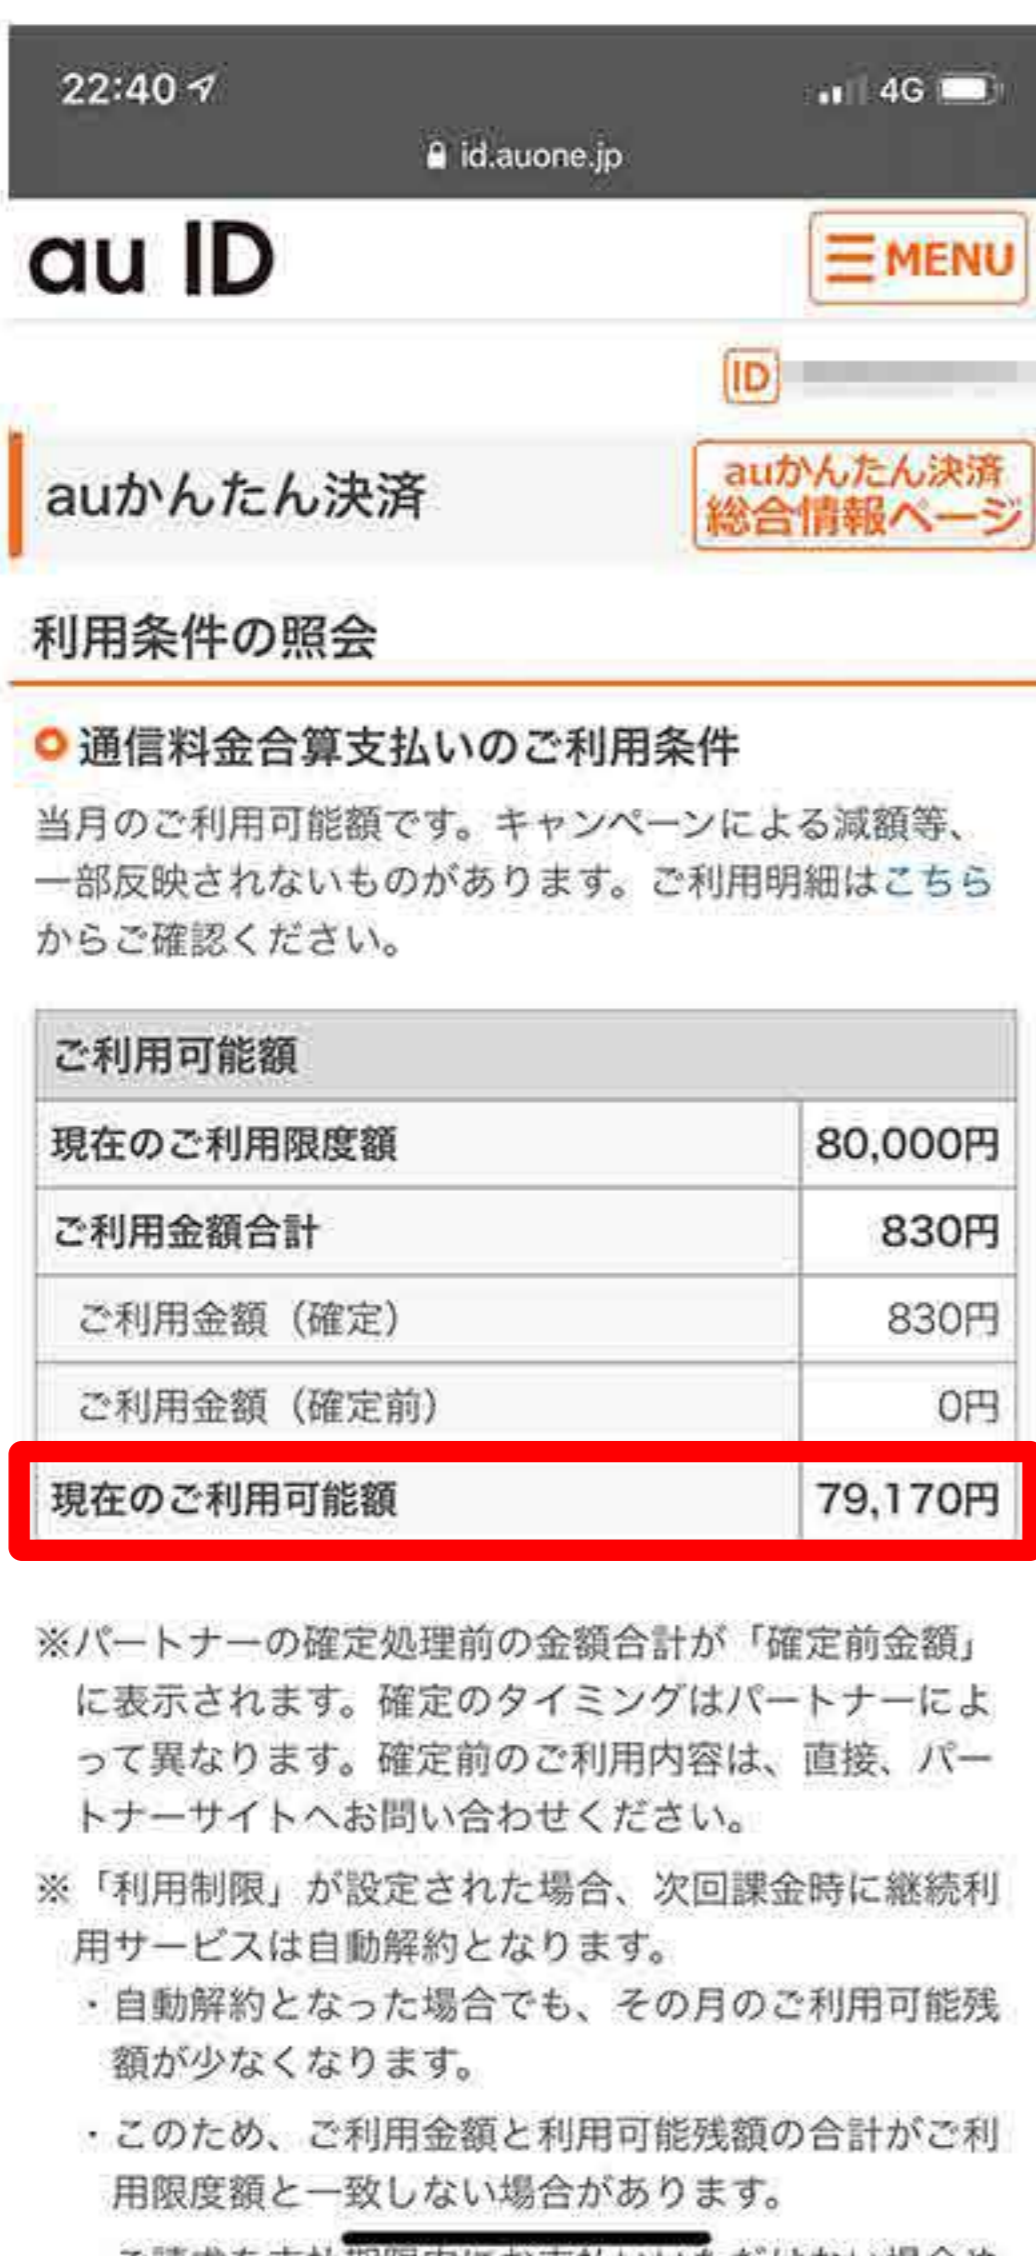 22:40
4G
id.auone.jp
au ID
MENU
ID
auかんたん決済
auかんたん決済
総合情報ページ
利用条件の照会
通信料金合算支払いのご利用条件
当月のご利用可能額です。キャンペーンによる減額等、
一部反映されないものがあります。ご利用明細はこちら
からご確認ください。
ご利用可能額
現在のご利用限度額 80,000円
ご利用金額合計 830円
ご利用金額（確定） 830円
ご利用金額（確定前） 0円
現在のご利用可能額 79,170円
※パートナーの確定処理前の金額合計が「確定前金額」
に表示されます。確定のタイミングはパートナーによ
って異なります。確定前のご利用内容は、直接、パー
トナーサイトへお問い合わせください。
※「利用制限」が設定された場合、次回課金時に継続利
用サービスは自動解約となります。
・自動解約となった場合でも、その月のご利用可能残
額が少なくなります。
・このため、ご利用金額と利用可能残額の合計がご利
用限度額と一致しない場合があります。